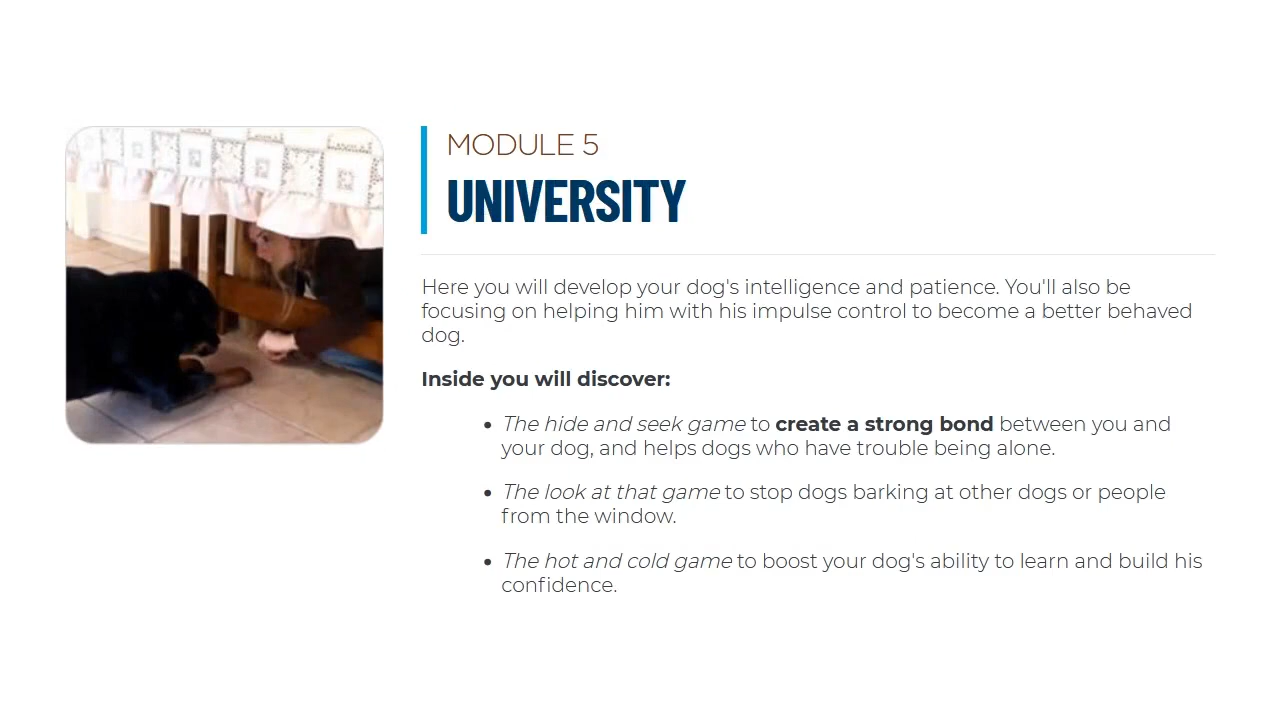 MODULE 5
UNIVERSITY
Here you will develop your dog's intelligence and patience. You'll also be
focusing on helping him with his impulse control to become a better behaved
dog.
Inside you will discover:
• The hide and seek game to create a strong bond between you and
your dog, and helps dogs who have trouble being alone.
• The look at that game to stop dogs barking at other dogs or people
from the window.
• The hot and cold game to boost your dog's ability to learn and build his
confidence.